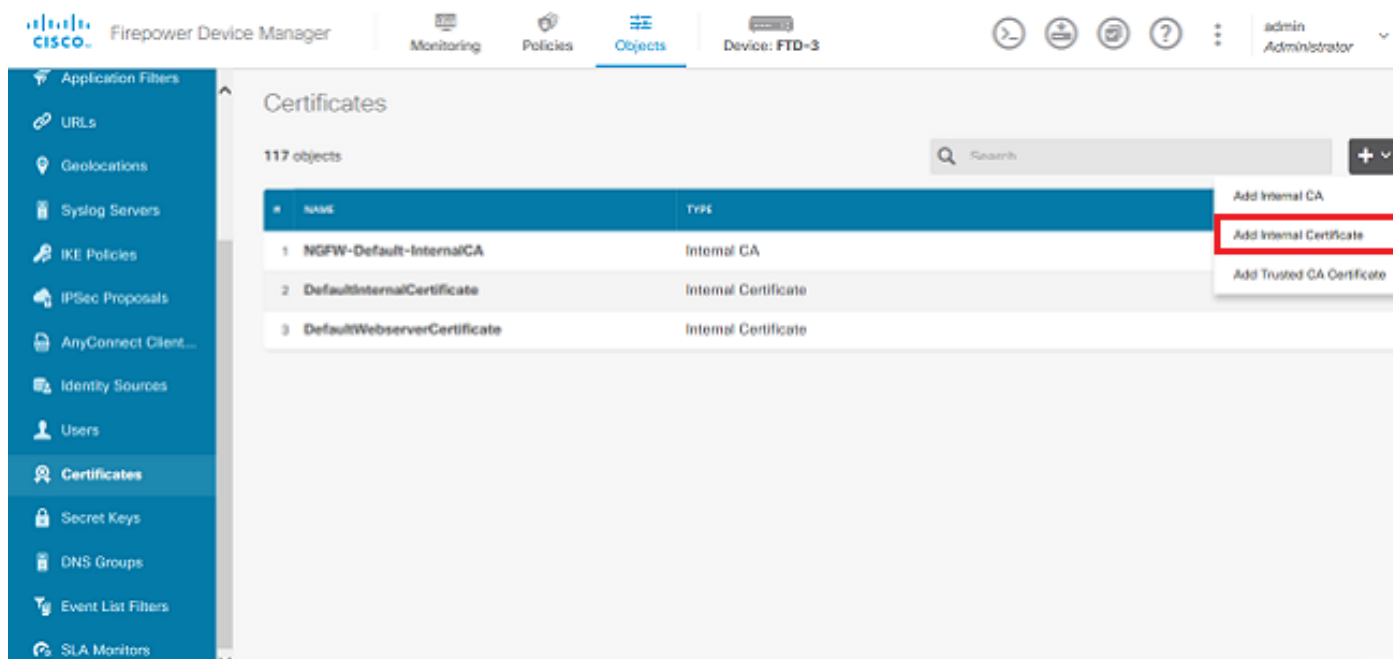 CISCO.
Firepower Device Manager
Monitoring
Policies
Objects
Device: FTD-3
admin
Administrator
Application Filters
URLs
Geolocations
Syslog Servers
IKE Policies
IPSec Proposals
AnyConnect Client...
Identity Sources
Users
Certificates
Secret Keys
DNS Groups
Event List Filters
SLA Monitors
Certificates
117 objects
Search
Add Internal CA
Add Internal Certificate
Add Trusted CA Certificate
# NAME TYPE
1 NGFW-Default-InternalCA Internal CA
2 DefaultInternalCertificate Internal Certificate
3 DefaultWebserverCertificate Internal Certificate